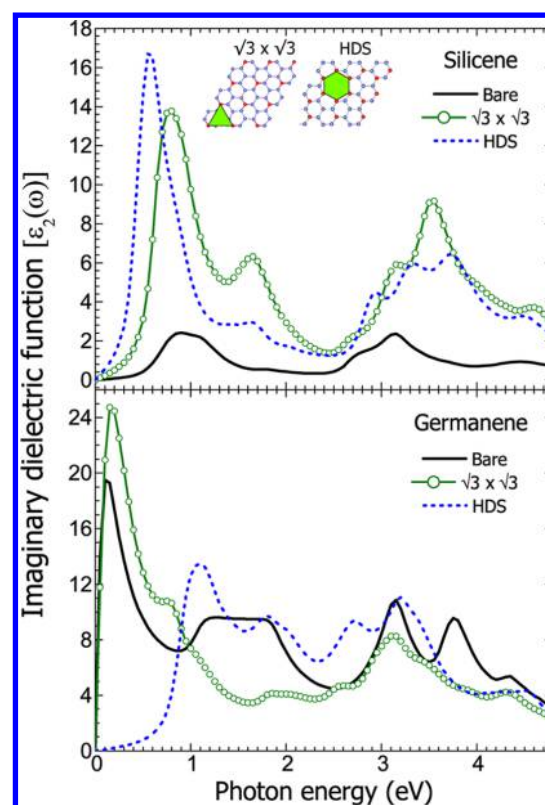 √3 x √3 HDS
Silicene
Bare
√3 x √3
HDS
18
16
14
12
10
8
6
4
2
0
Imaginary dielectric function [ε₂(ω)]
Germanene
Bare
√3 x √3
HDS
24
20
16
12
8
4
0
0 1 2 3 4
Photon energy (eV)